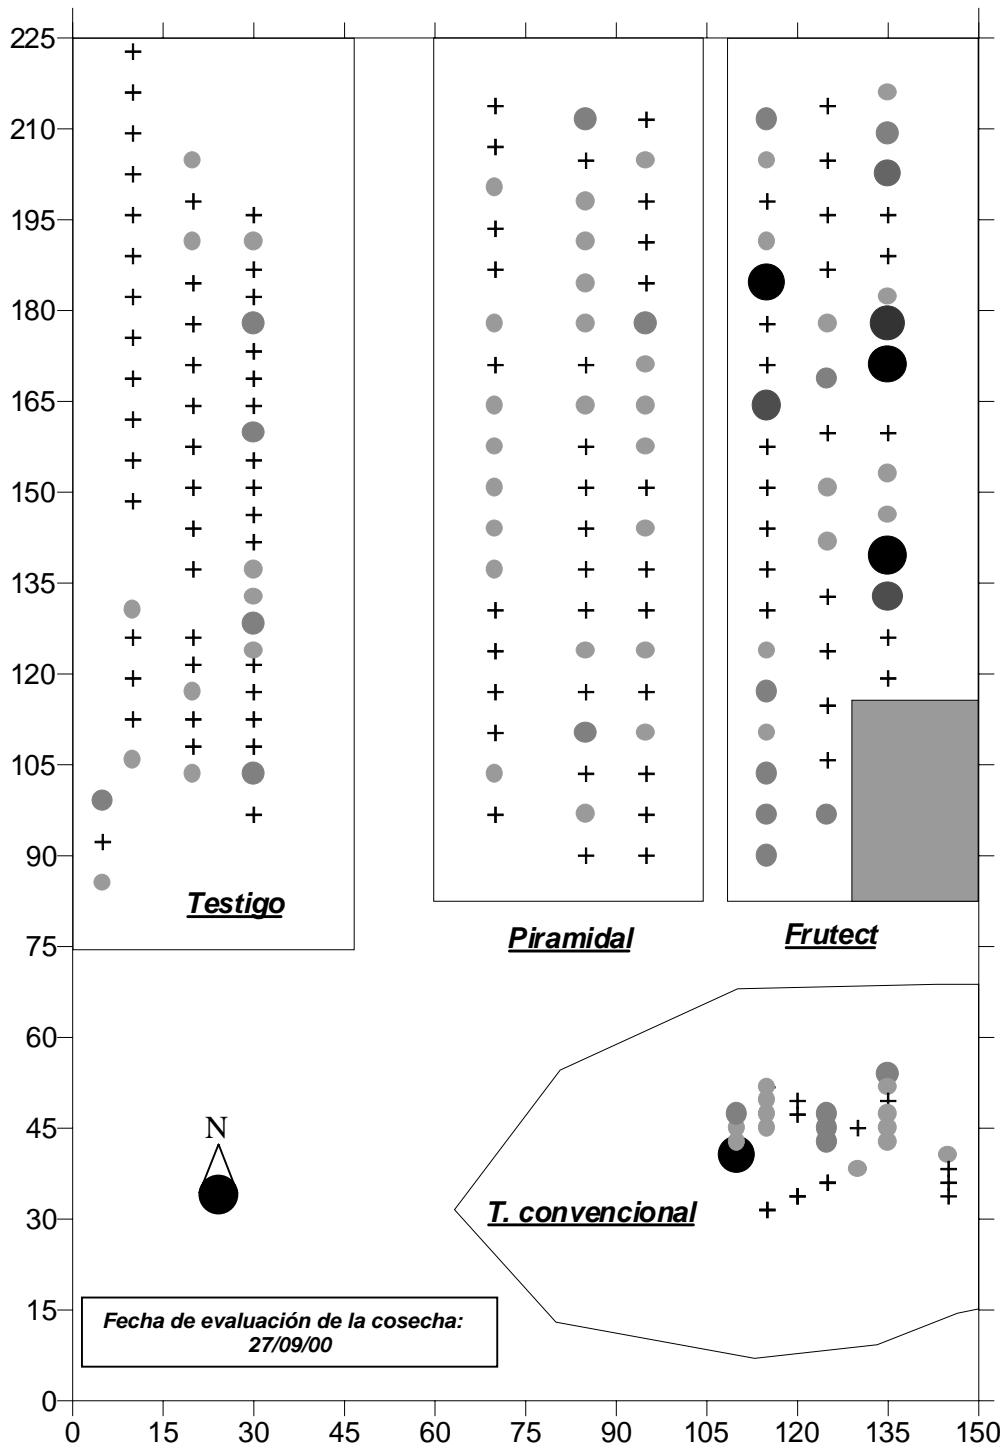 225
210
195
180
165
150
135
120
105
90
75
60
45
30
15
0
Testigo
Piramidal
Frutect
N
T. convencional
Fecha de evaluación de la cosecha:
27/09/00
0 15 30 45 60 75 90 105 120 135 150